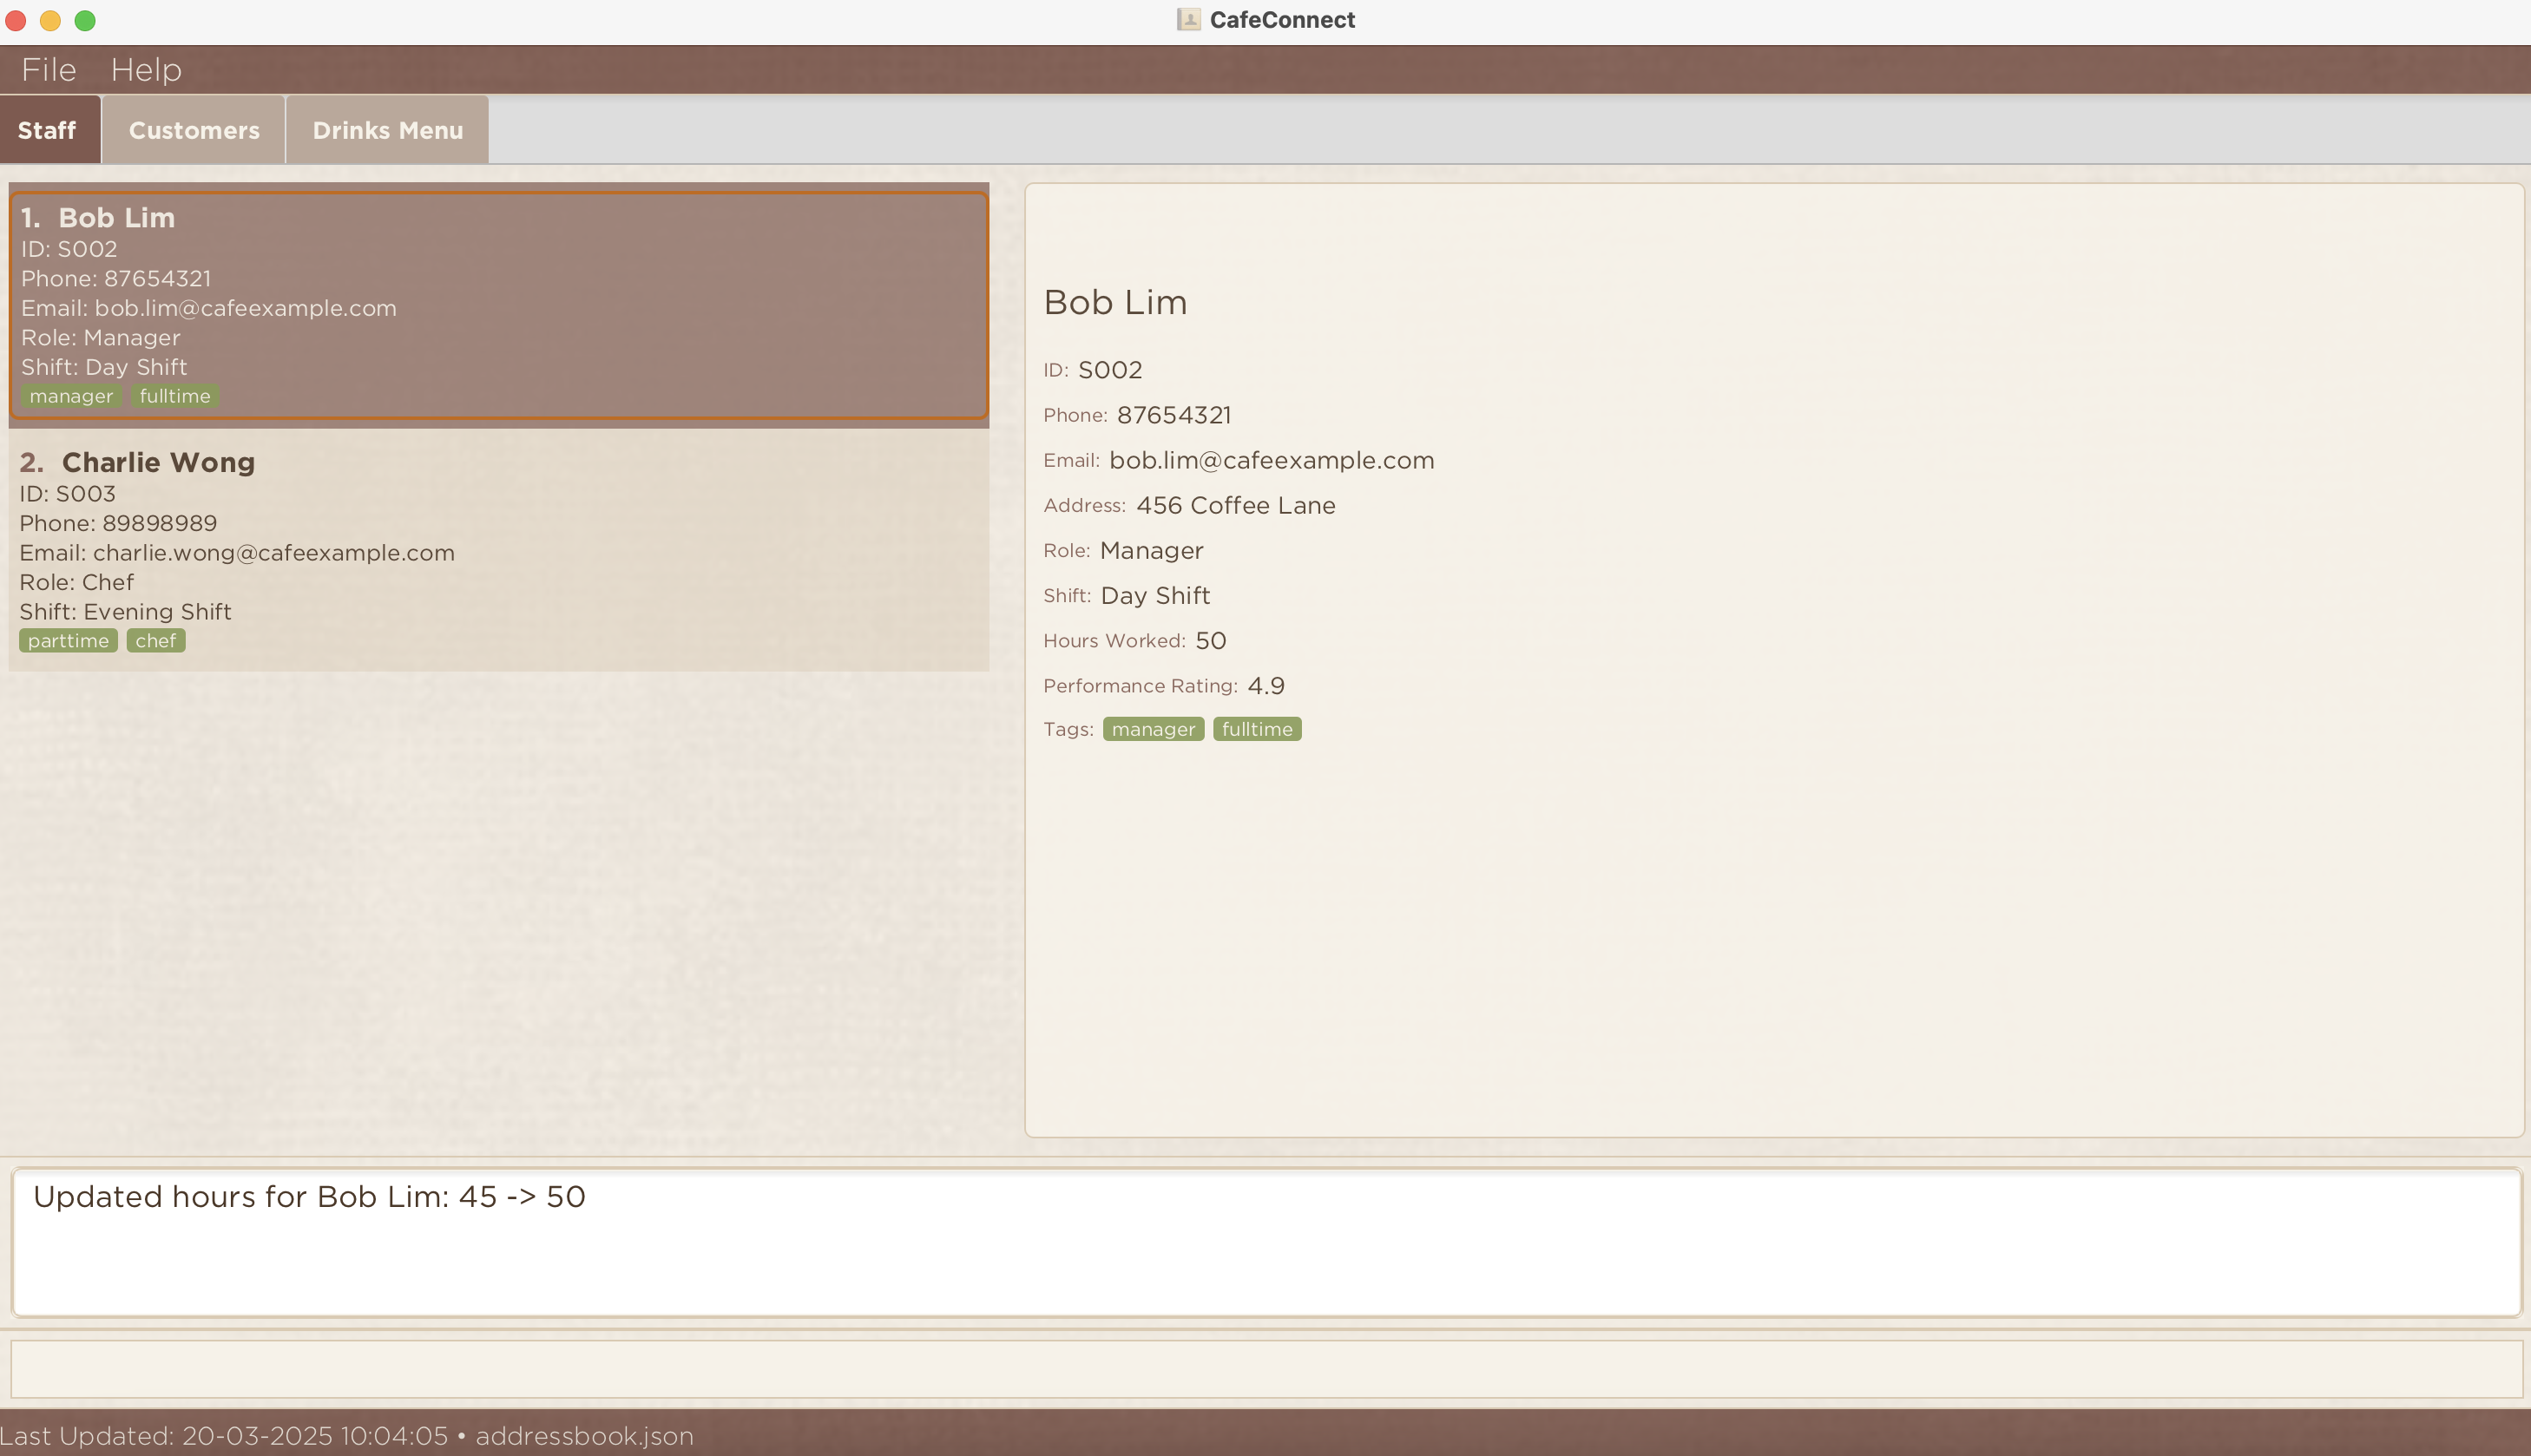 CafeConnect
File Help
Staff Customers Drinks Menu
1. Bob Lim
ID: S002
Phone: 87654321
Email: bob.lim@cafeexample.com
Role: Manager
Shift: Day Shift
manager fulltime
2. Charlie Wong
ID: S003
Phone: 89898989
Email: charlie.wong@cafeexample.com
Role: Chef
Shift: Evening Shift
parttime chef
Bob Lim
ID: S002
Phone: 87654321
Email: bob.lim@cafeexample.com
Address: 456 Coffee Lane
Role: Manager
Shift: Day Shift
Hours Worked: 50
Performance Rating: 4.9
Tags: manager fulltime
Updated hours for Bob Lim: 45 -> 50
Last Updated: 20-03-2025 10:04:05 • addressbook.json